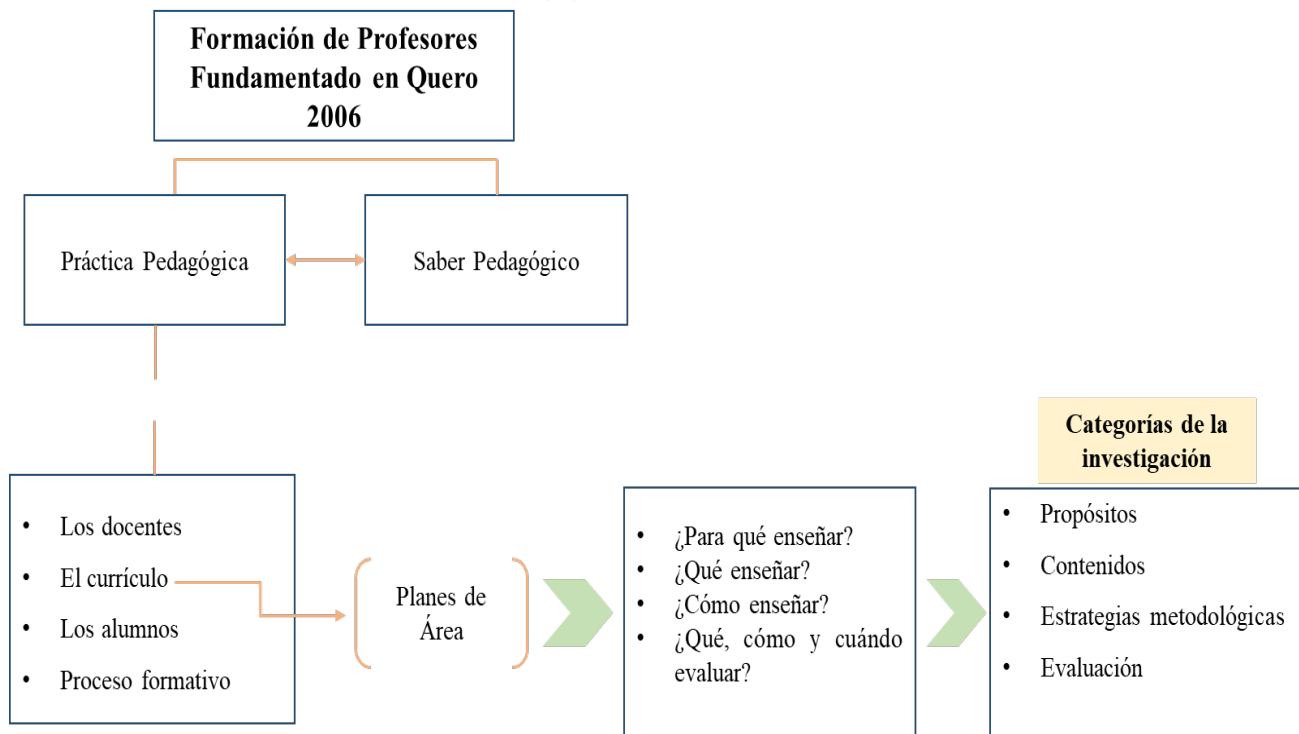 Formación de Profesores
Fundamentado en Quero
2006
Práctica Pedagógica
Saber Pedagógico
• Los docentes
• El currículo
• Los alumnos
• Proceso formativo
Planes de
Área
• ¿Para qué enseñar?
• ¿Qué enseñar?
• ¿Cómo enseñar?
• ¿Qué, cómo y cuándo
evaluar?
Categorías de la
investigación
• Propósitos
• Contenidos
• Estrategias metodológicas
• Evaluación